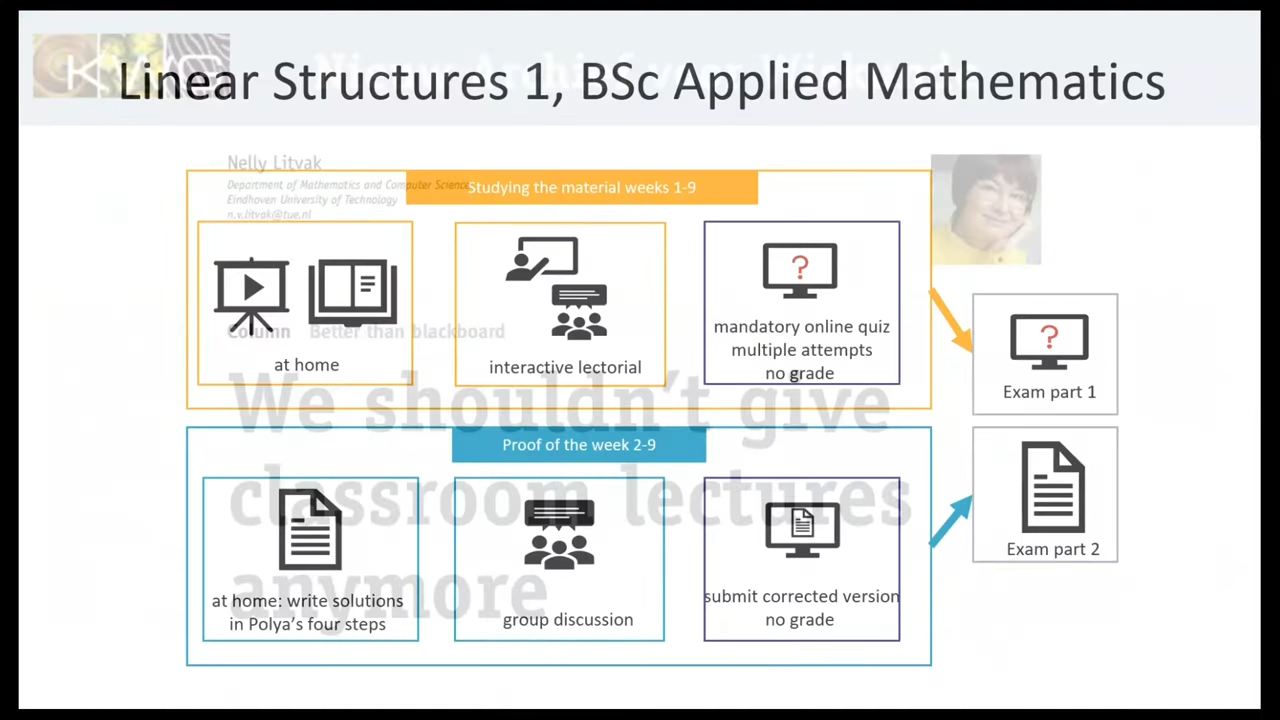 Linear Structures 1, BSc Applied Mathematics
Nelly Litvak
Department of Mathematics and Computer Science
Eindhoven University of Technology
n.v.litvak@tue.nl
Studying the material weeks 1-9
?
mandatory online quiz
multiple attempts
no grade
at home
interactive lectorial
?
Exam part 1
Column Better than blackboard
We shouldn't give
classroom lectures
anymore
Proof of the week 2-9
at home: write solutions
in Polya's four steps
group discussion
submit corrected version
no grade
Exam part 2